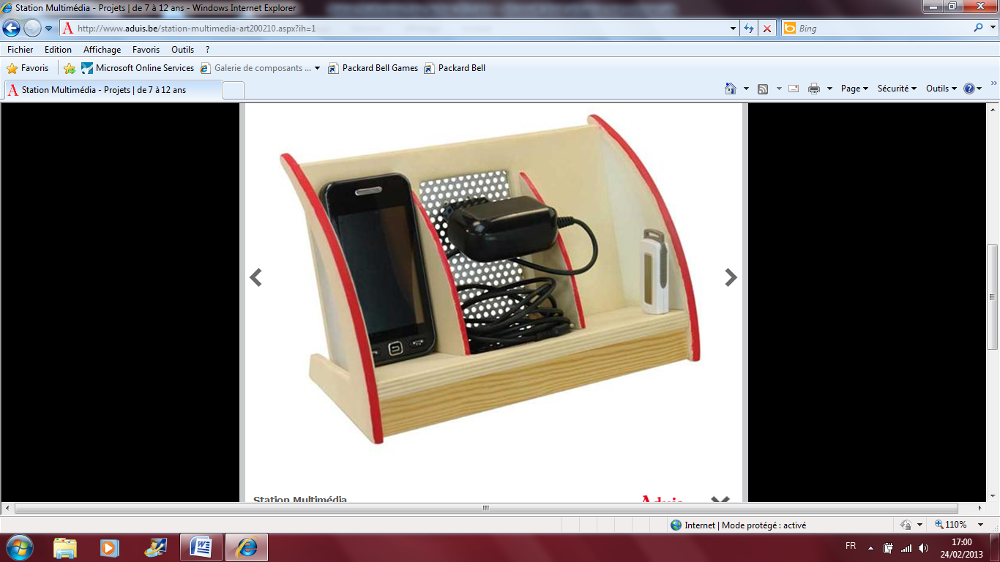 Station Multimédia - Projets | de 7 à 12 ans - Windows Internet Explorer
http://www.aduis.be/station-multimedia-art200210.aspx?ih=1
Bing
Fichier Edition Affichage Favoris Outils ?
Favoris Microsoft Online Services Galerie de composants ... Packard Bell Games Packard Bell
Station Multimédia - Projets | de 7 à 12 ans
Page Sécurité Outils
Station Multimédia Aduis
Internet | Mode protégé : activé 110%
FR 17:00
24/02/2013